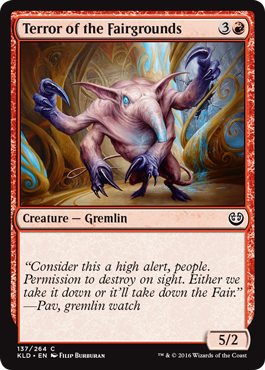 Terror of the Fairgrounds 3
Creature — Gremlin
“Consider this a high alert, people.
Permission to destroy on sight. Either we
take it down or it’ll take down the Fair.”
—Pav, gremlin watch
5/2
137/264 C
KLD • EN Filip Burburan
™ & © 2016 Wizards of the Coast